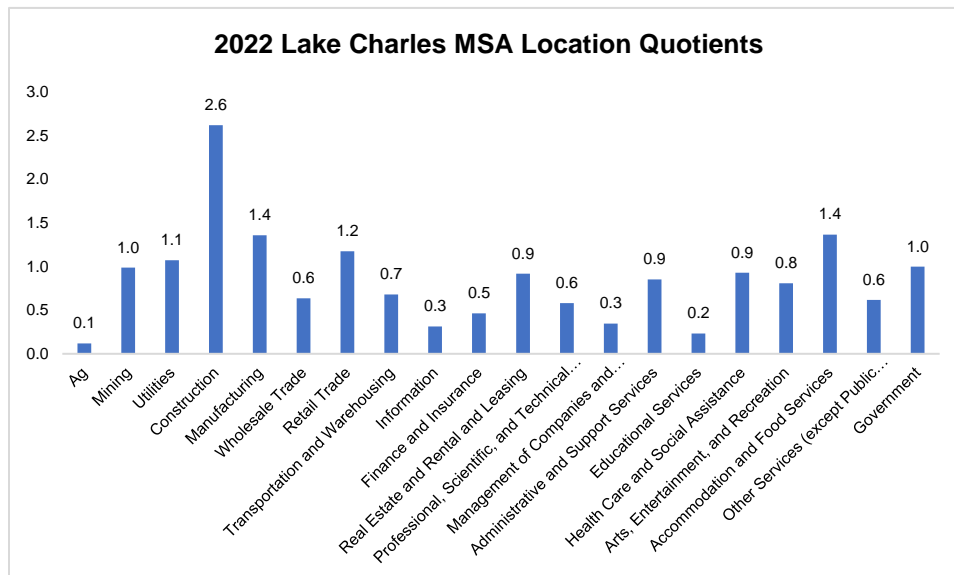 2022 Lake Charles MSA Location Quotients
3.0
2.5
2.0
1.5
1.0
0.5
0.0
0.1
1.0
1.1
2.6
1.4
0.6
1.2
0.7
0.3
0.5
0.9
0.6
0.3
0.9
0.2
0.9
0.8
1.4
0.6
1.0
Ag
Mining
Utilities
Construction
Manufacturing
Wholesale Trade
Retail Trade
Transportation and Warehousing
Information
Finance and Insurance
Real Estate and Rental and Leasing
Professional, Scientific, and Technical...
Management of Companies and...
Administrative and Support Services
Educational Services
Health Care and Social Assistance
Arts, Entertainment, and Recreation
Accommodation and Food Services
Other Services (except Public...
Government